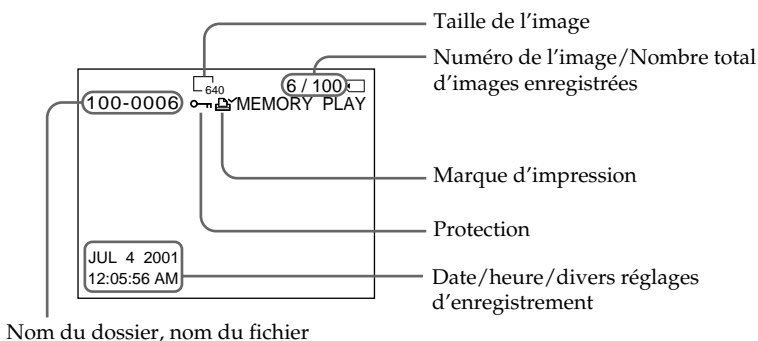 Taille de l'image
Numéro de l'image/Nombre total
d'images enregistrées
640
6 / 100
100-0006
MEMORY PLAY
Marque d'impression
Protection
JUL 4 2001
12:05:56 AM
Date/heure/divers réglages
d'enregistrement
Nom du dossier, nom du fichier